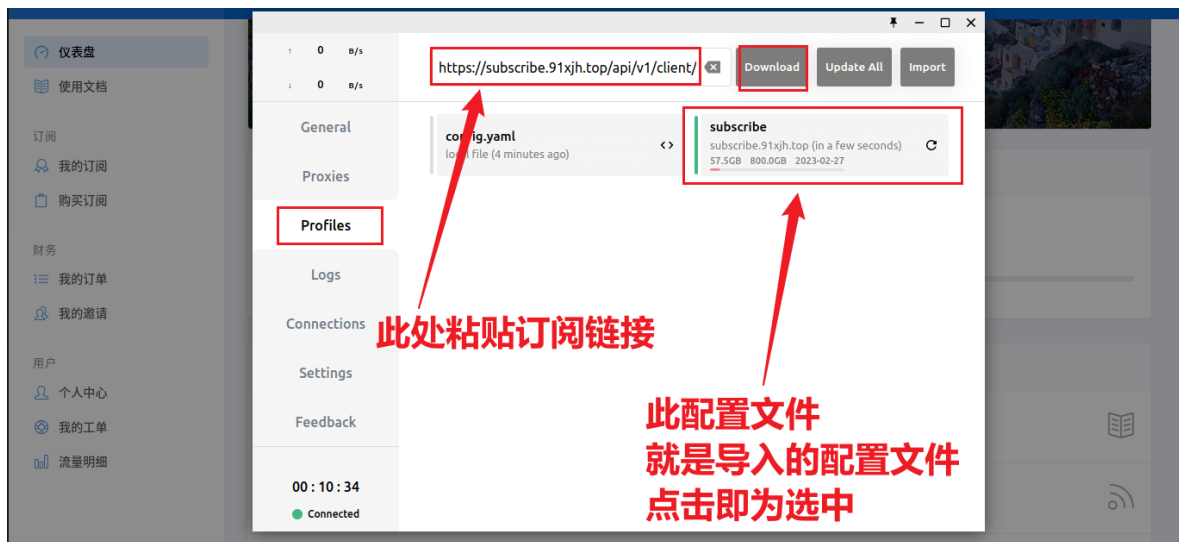 仪表盘
使用文档
订阅
我的订阅
购买订阅
财务
我的订单
我的邀请
用户
个人中心
我的工单
流量明细
↑ 0 B/s
↓ 0 B/s
General
Proxies
Profiles
Logs
Connections
Settings
Feedback
00 : 10 : 34
Connected
https://subscribe.91xjh.top/api/v1/client/
Download
Update All
Import
config.yaml
local file (4 minutes ago)
subscribe
subscribe.91xjh.top (in a few seconds)
57.5GB 800.0GB 2023-02-27
此处粘贴订阅链接
此配置文件
就是导入的配置文件
点击即为选中